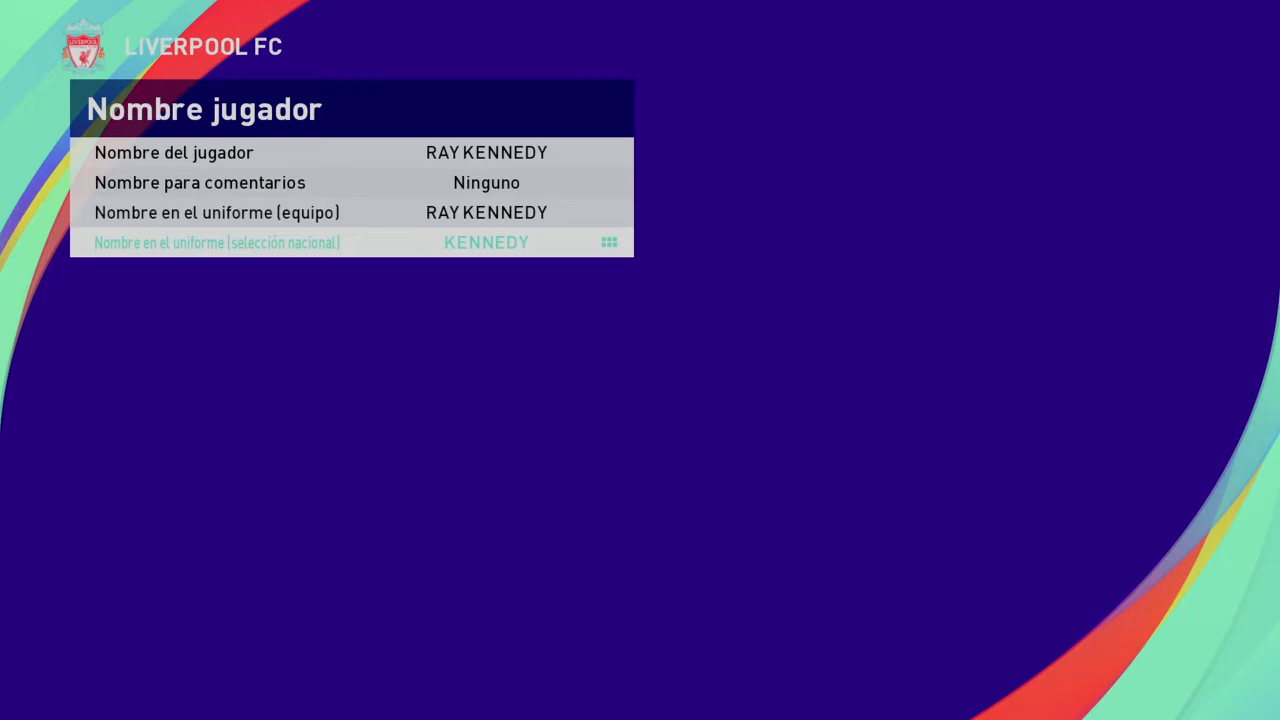 LIVERPOOL FC
Nombre jugador
Nombre del jugador RAY KENNEDY
Nombre para comentarios Ninguno
Nombre en el uniforme (equipo) RAY KENNEDY
Nombre en el uniforme (selección nacional) KENNEDY